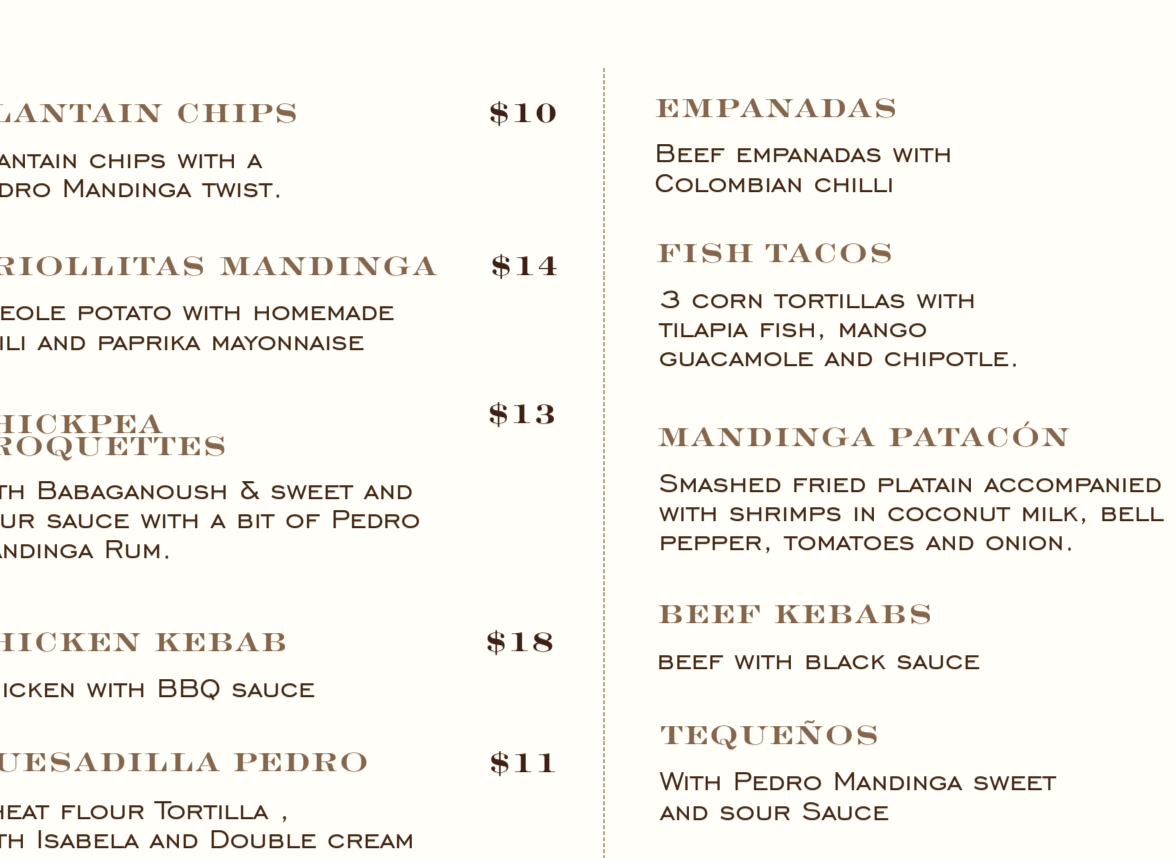 LANTAIN CHIPS $10
ANTAIN CHIPS WITH A
DRO MANDINGA TWIST.
RIOLLITAS MANDINGA $14
EOLE POTATO WITH HOMEMADE
ILI AND PAPRIKA MAYONNAISE
HICKPEA $13
ROQUETTES
TH BABAGANOUSH & SWEET AND
UR SAUCE WITH A BIT OF PEDRO
ANDINGA RUM.
HICKEN KEBAB $18
ICKEN WITH BBQ SAUCE
UESADILLA PEDRO $11
HEAT FLOUR TORTILLA ,
TH ISABELA AND DOUBLE CREAM
EMPANADAS
BEEF EMPANADAS WITH
COLOMBIAN CHILLI
FISH TACOS
3 CORN TORTILLAS WITH
TILAPIA FISH, MANGO
GUACAMOLE AND CHIPOTLE.
MANDINGA PATACÓN
SMASHED FRIED PLATAIN ACCOMPANIED
WITH SHRIMPS IN COCONUT MILK, BELL
PEPPER, TOMATOES AND ONION.
BEEF KEBABS
BEEF WITH BLACK SAUCE
TEQUEÑOS
WITH PEDRO MANDINGA SWEET
AND SOUR SAUCE